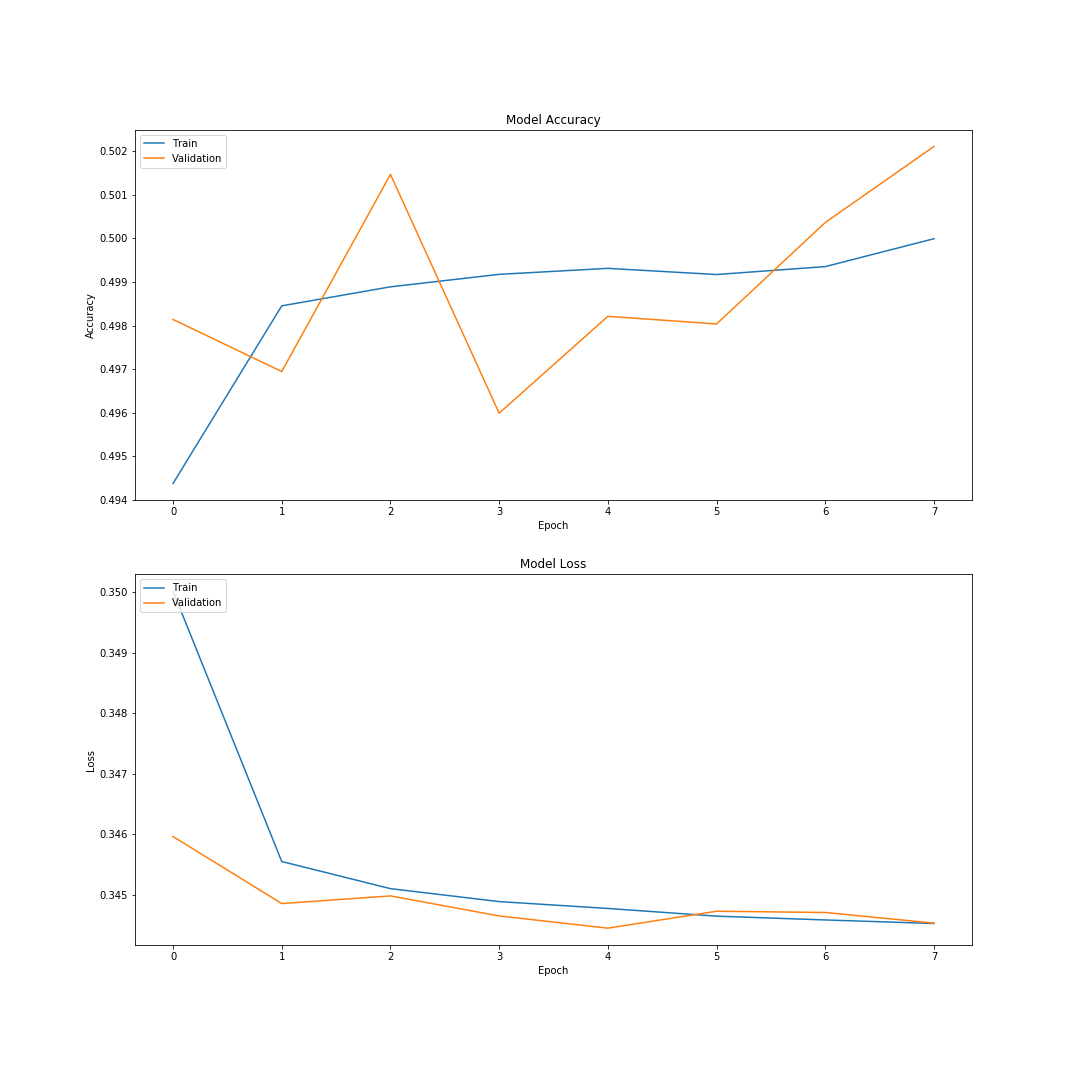 Model Accuracy
Train
Validation
0.502
0.501
0.500
0.499
0.498
0.497
0.496
0.495
0.494
Accuracy
0 1 2 3 4 5 6 7
Epoch
Model Loss
Train
Validation
0.350
0.349
0.348
0.347
0.346
0.345
Loss
0 1 2 3 4 5 6 7
Epoch